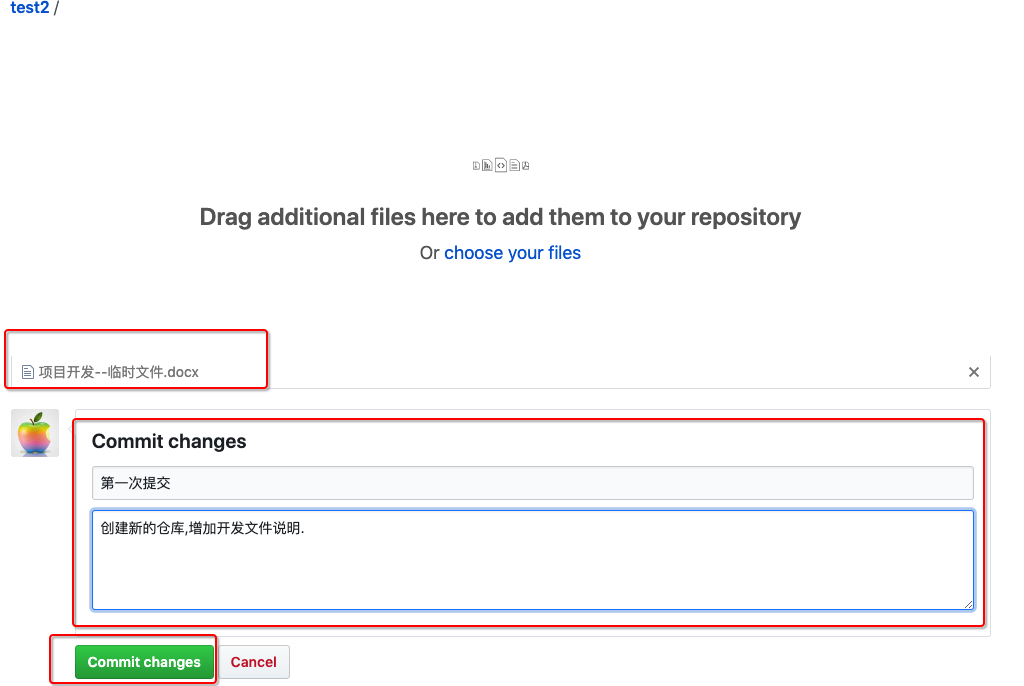 test2 /
Drag additional files here to add them to your repository
Or choose your files
项目开发--临时文件.docx
Commit changes
第一次提交
创建新的仓库,增加开发文件说明.
Commit changes Cancel